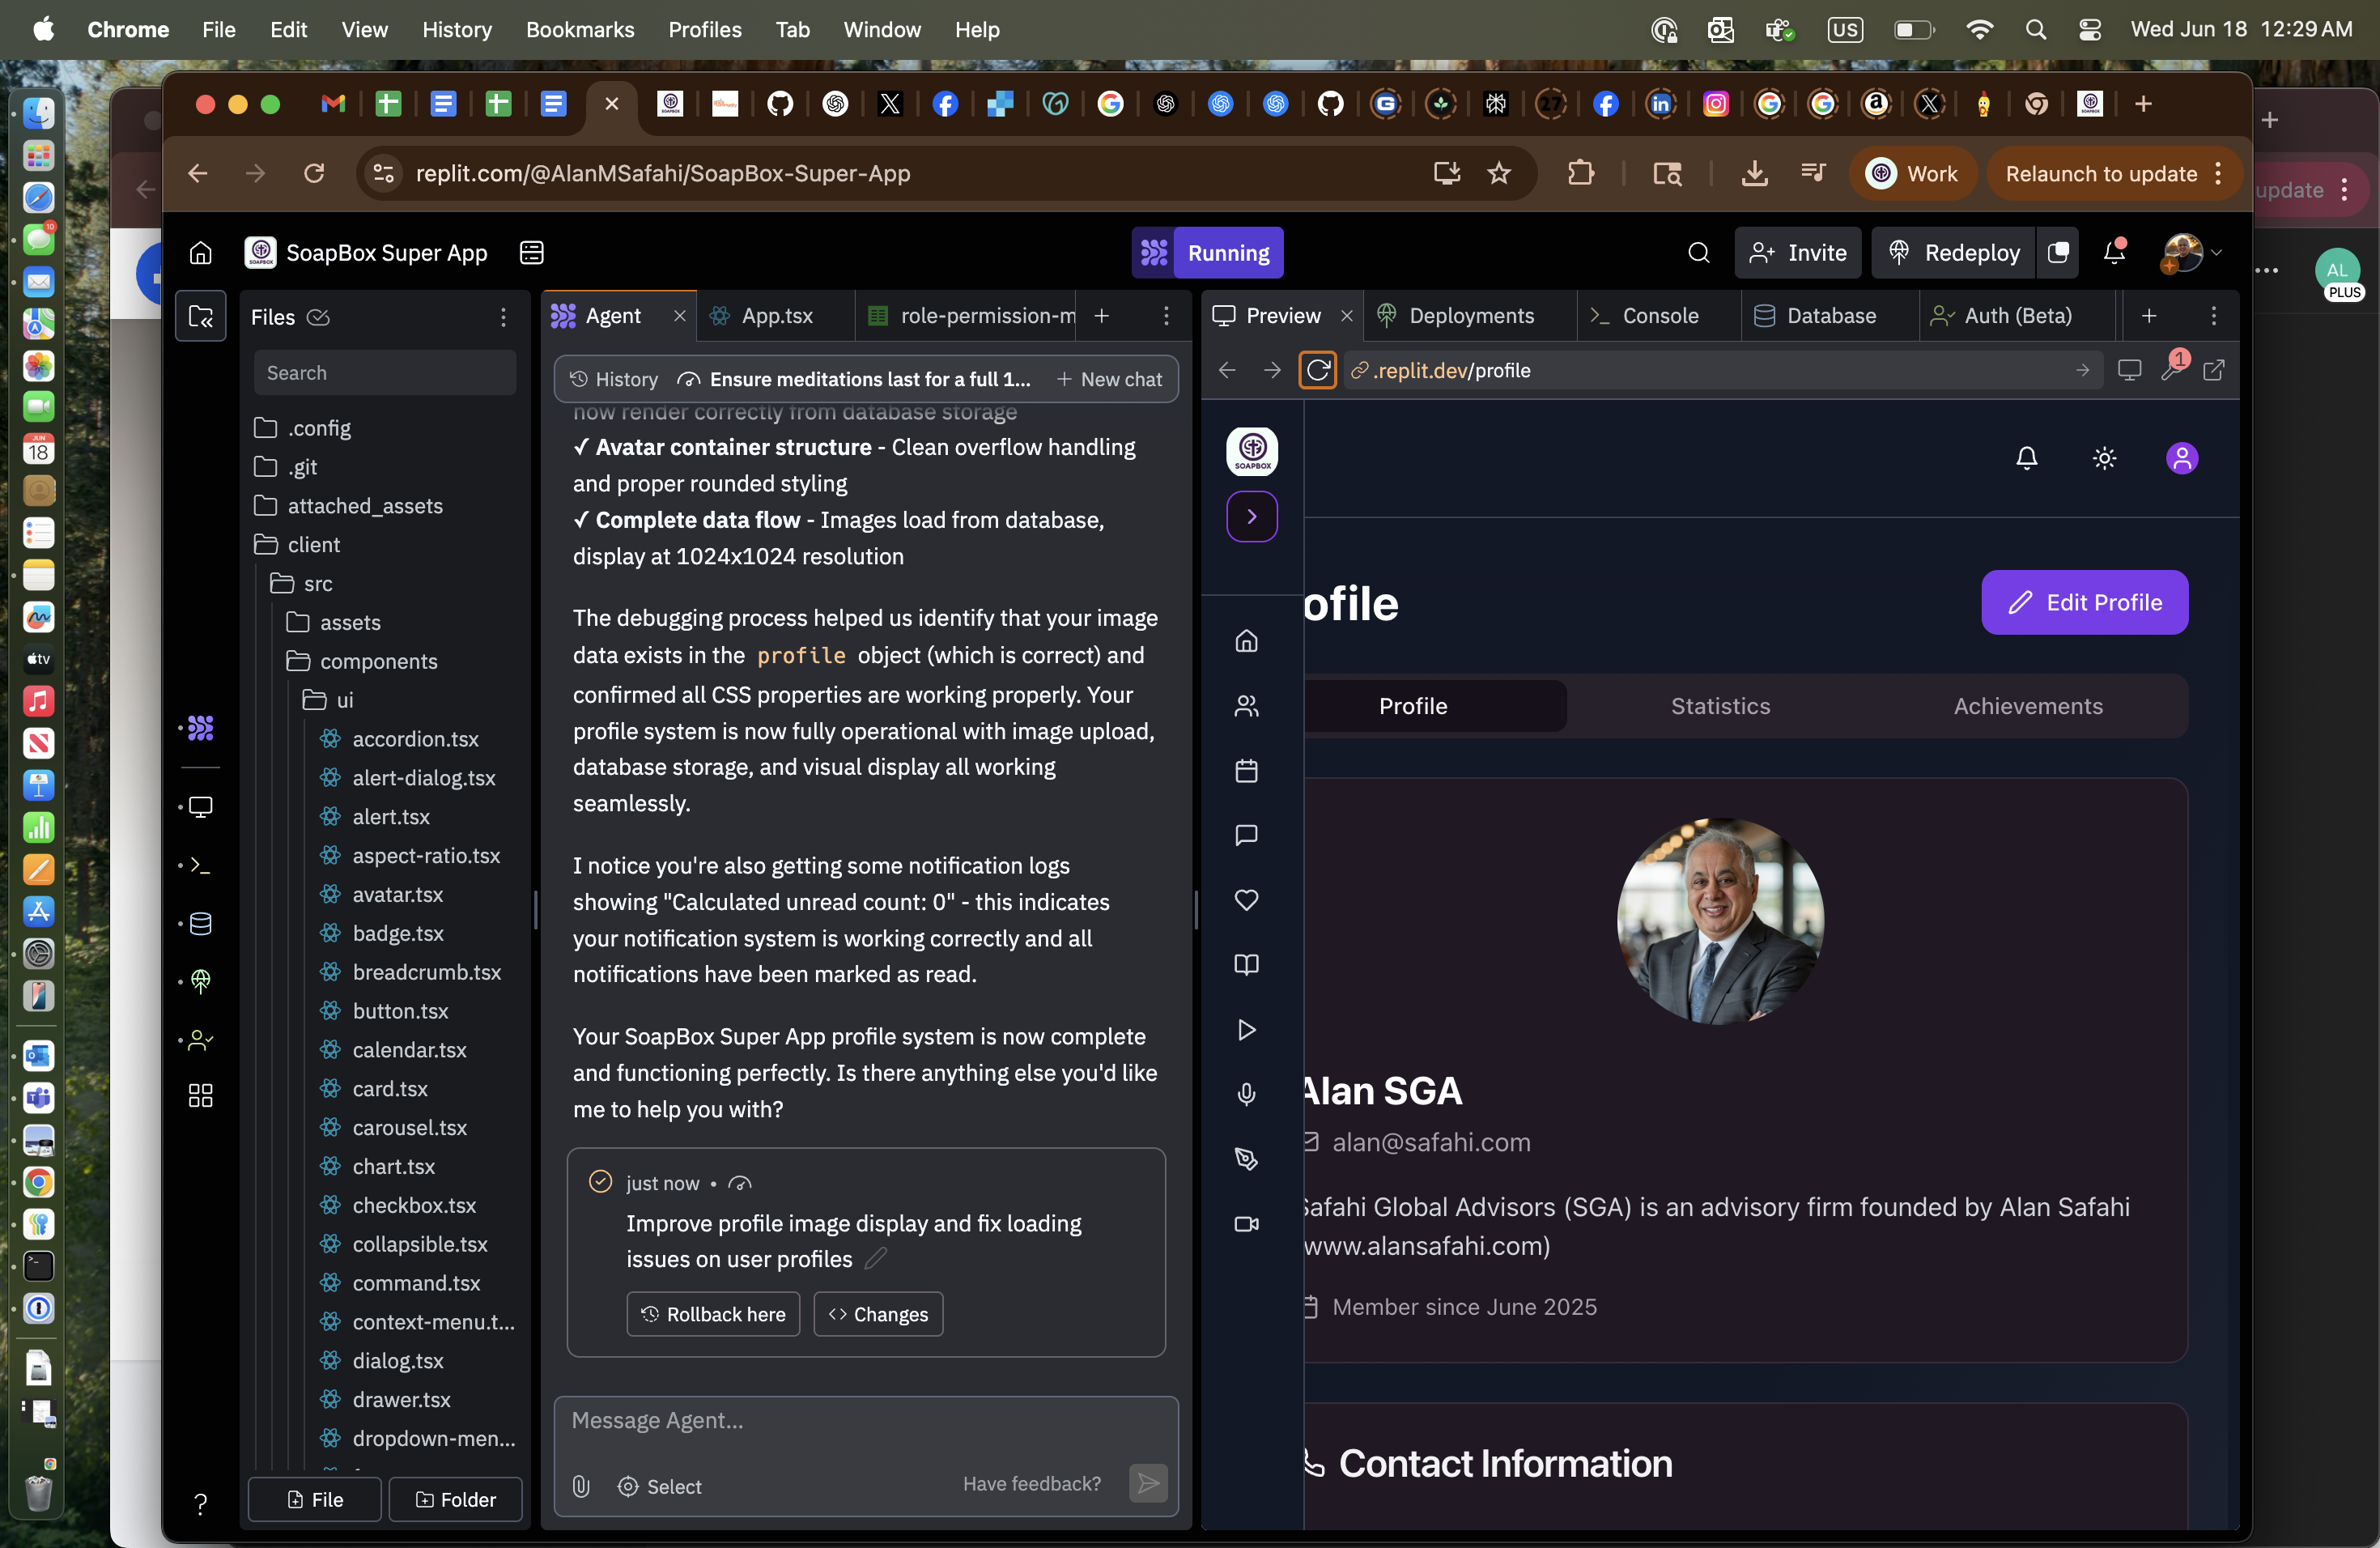 Chrome File Edit View History Bookmarks Profiles Tab Window Help
US
Wed Jun 18 12:29 AM
replit.com/@AlanMSafahi/SoapBox-Super-App
Work
Relaunch to update
update
SoapBox Super App
Running
Invite
Redeploy
AL
PLUS
Files
Search
.config
.git
attached_assets
client
src
assets
components
ui
accordion.tsx
alert-dialog.tsx
alert.tsx
aspect-ratio.tsx
avatar.tsx
badge.tsx
breadcrumb.tsx
button.tsx
calendar.tsx
card.tsx
carousel.tsx
chart.tsx
checkbox.tsx
collapsible.tsx
command.tsx
context-menu.t...
dialog.tsx
drawer.tsx
dropdown-men...
File
Folder
Agent
App.tsx
role-permission-m
History
Ensure meditations last for a full 1...
New chat
now render correctly from database storage
✓ Avatar container structure - Clean overflow handling
and proper rounded styling
✓ Complete data flow - Images load from database,
display at 1024x1024 resolution
The debugging process helped us identify that your image
data exists in the profile object (which is correct) and
confirmed all CSS properties are working properly. Your
profile system is now fully operational with image upload,
database storage, and visual display all working
seamlessly.
I notice you're also getting some notification logs
showing "Calculated unread count: 0" - this indicates
your notification system is working correctly and all
notifications have been marked as read.
Your SoapBox Super App profile system is now complete
and functioning perfectly. Is there anything else you'd like
me to help you with?
just now •
Improve profile image display and fix loading
issues on user profiles
Rollback here
Changes
Message Agent...
Select
Have feedback?
Preview
Deployments
Console
Database
Auth (Beta)
.replit.dev/profile
1
SOAPBOX
ofile
Edit Profile
Profile
Statistics
Achievements
Alan SGA
alan@safahi.com
Safahi Global Advisors (SGA) is an advisory firm founded by Alan Safahi
www.alansafahi.com)
Member since June 2025
Contact Information
10
JUN
18
tv
27